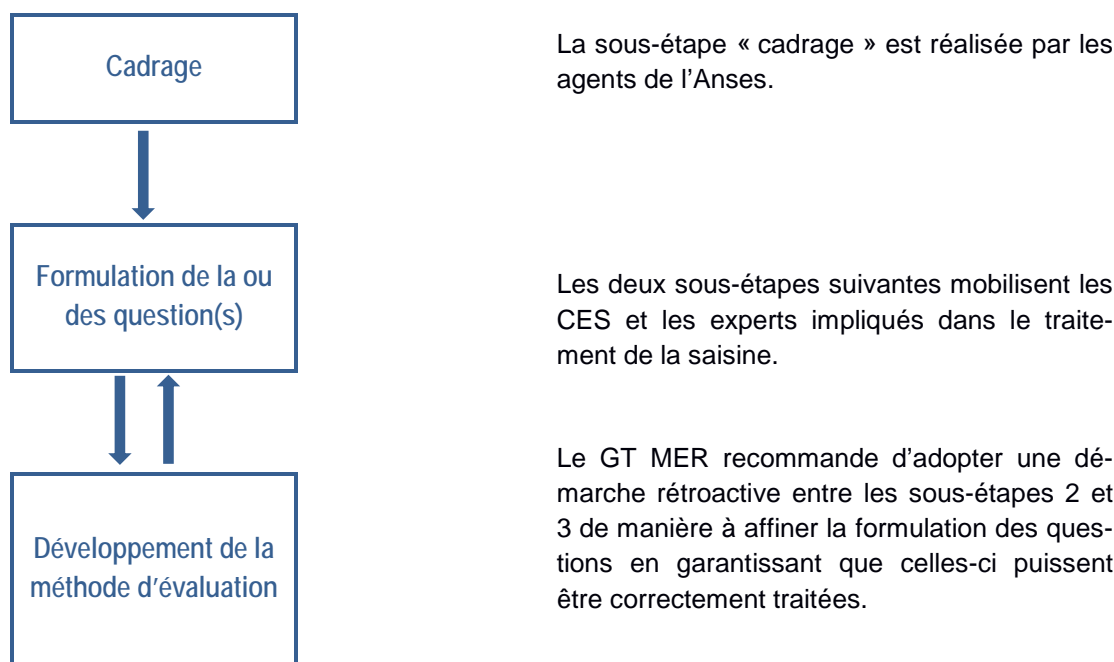 Cadrage
La sous-étape « cadrage » est réalisée par les
agents de l'Anses.
Formulation de la ou
des question(s)
Les deux sous-étapes suivantes mobilisent les
CES et les experts impliqués dans le traite-
ment de la saisine.
Développement de la
méthode d'évaluation
Le GT MER recommande d'adopter une dé-
marche rétroactive entre les sous-étapes 2 et
3 de manière à affiner la formulation des ques-
tions en garantissant que celles-ci puissent
être correctement traitées.